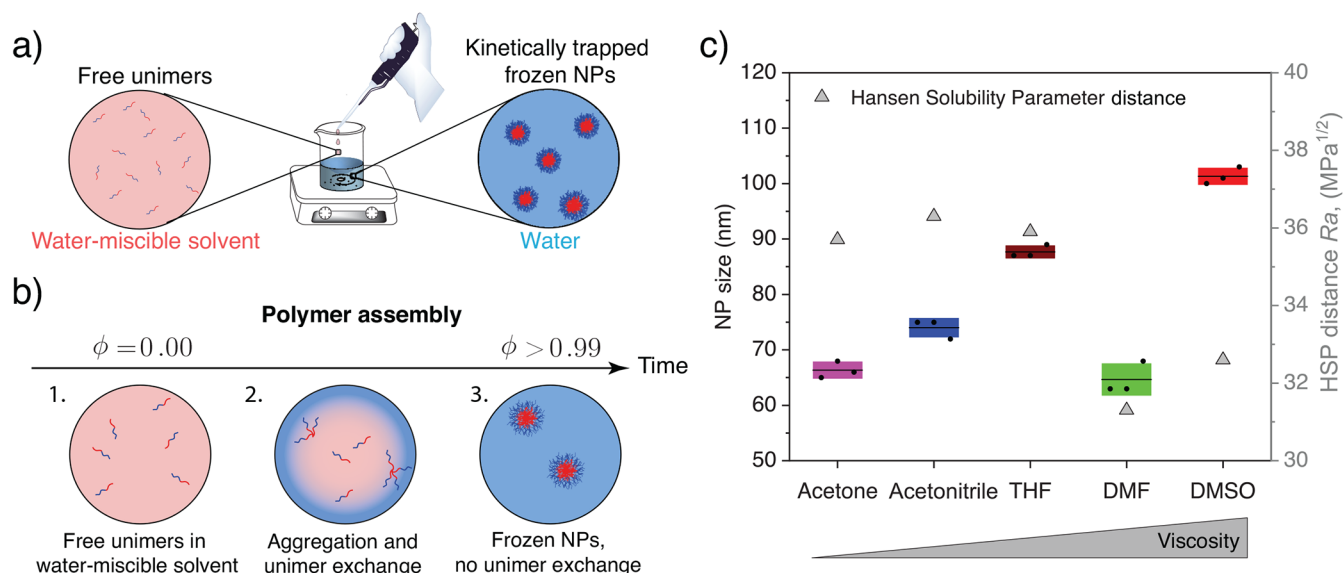 a)
Free unimers
Kinetically trapped
frozen NPs
Water-miscible solvent
Water
b)
Polymer assembly
ϕ = 0.00
ϕ > 0.99
Time
1.
2.
3.
Free unimers in
water-miscible solvent
Aggregation and
unimer exchange
Frozen NPs,
no unimer exchange
c)
Hansen Solubility Parameter distance
NP size (nm)
120
110
100
90
80
70
60
50
HSP distance Ra, (MPa1/2)
40
38
36
34
32
30
Acetone Acetonitrile THF DMF DMSO
Viscosity